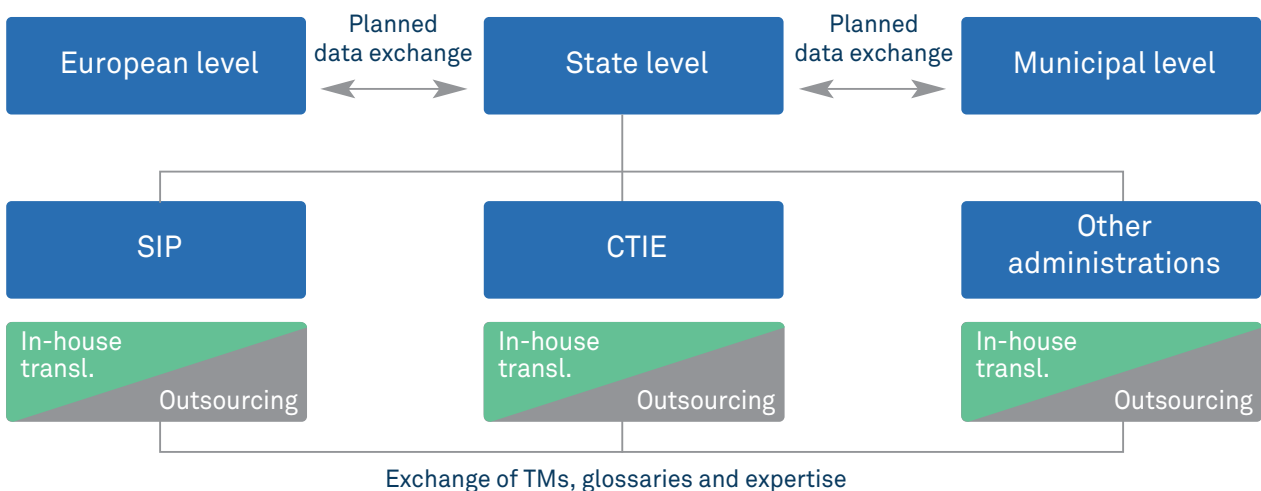 European level
Planned
data exchange
State level
Planned
data exchange
Municipal level
SIP
CTIE
Other
administrations
In-house
transl.
Outsourcing
In-house
transl.
Outsourcing
In-house
transl.
Outsourcing
Exchange of TMs, glossaries and expertise